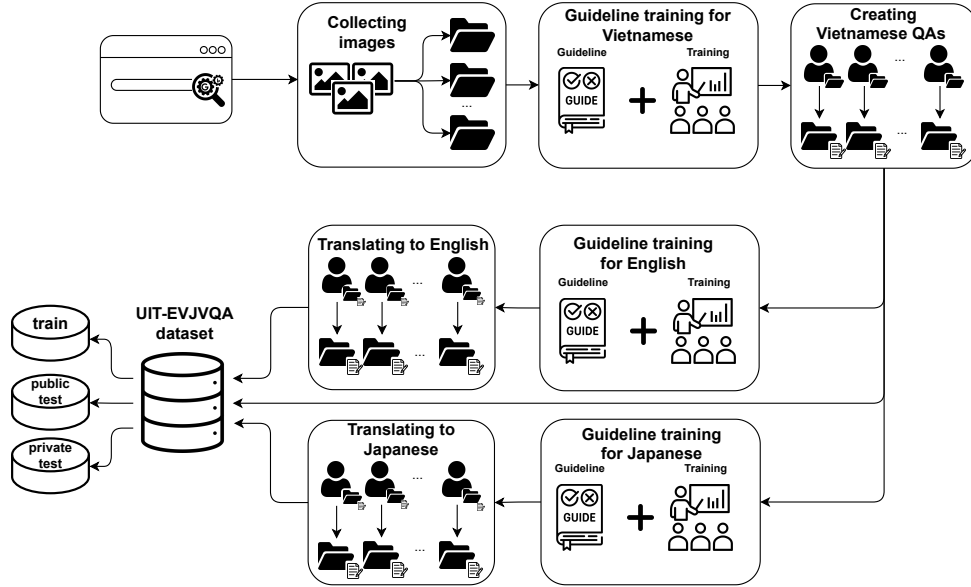 Collecting
images
...
Guideline training for
Vietnamese
Guideline
Training
GUIDE
Creating
Vietnamese QAs
...
...
Translating to English
...
...
Guideline training
for English
Guideline
Training
GUIDE
UIT-EVJVQA
dataset
train
public
test
private
test
Translating to
Japanese
...
...
Guideline training
for Japanese
Guideline
Training
GUIDE